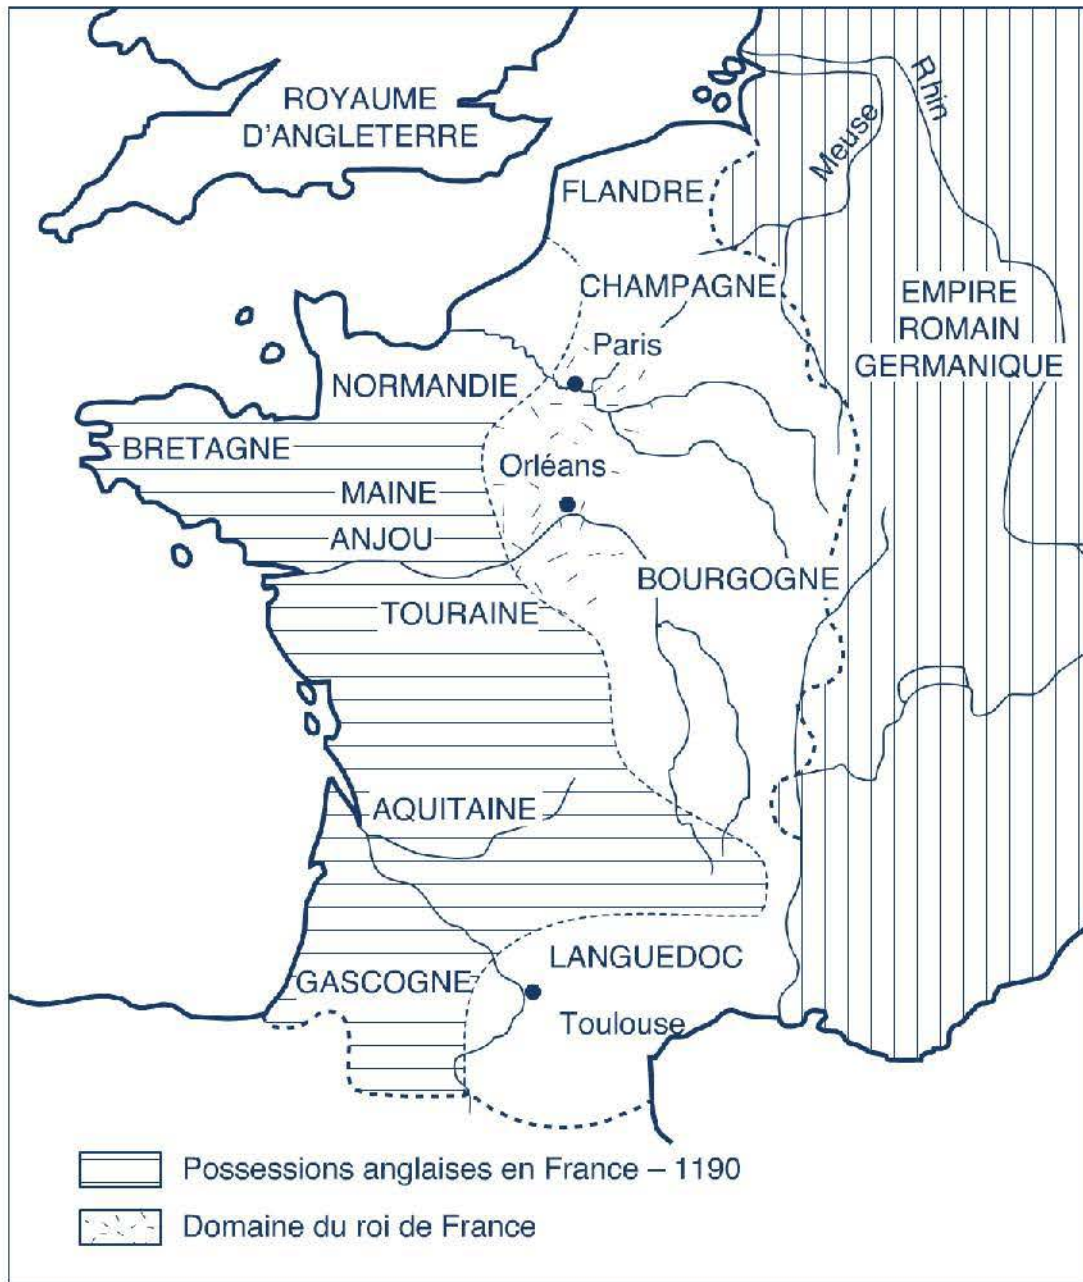 ROYAUME
D'ANGLETERRE
Rhin
Meuse
FLANDRE
CHAMPAGNE
EMPIRE
ROMAIN
GERMANIQUE
Paris
NORMANDIE
BRETAGNE
Orléans
MAINE
ANJOU
BOURGOGNE
TOURAINE
AQUITAINE
LANGUEDOC
GASCOGNE
Toulouse
Possessions anglaises en France – 1190
Domaine du roi de France